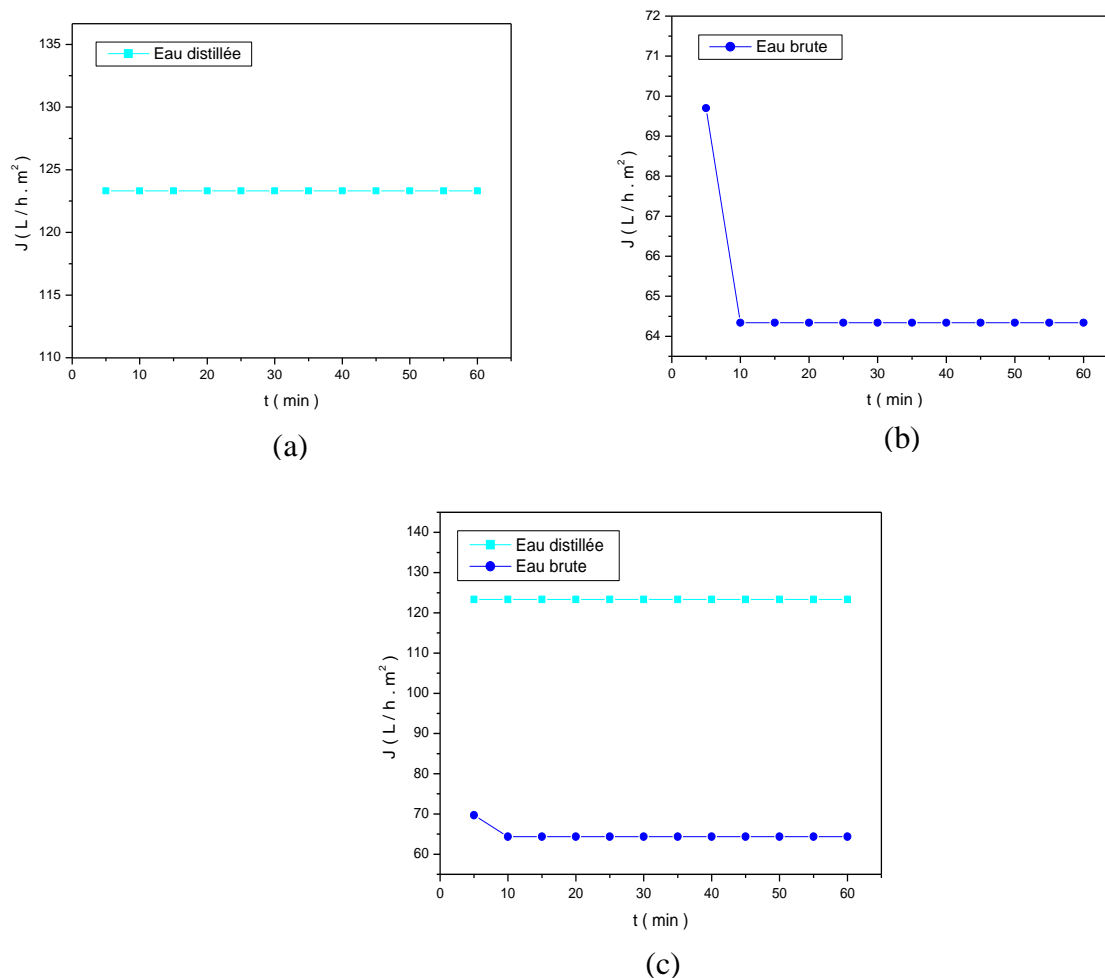 135
130
125
120
115
110
J ( L / h . m²)
Eau distillée
0 10 20 30 40 50 60
t ( min )
(a)
72
71
70
69
68
67
66
65
64
J ( L / h . m²)
Eau brute
0 10 20 30 40 50 60
t ( min )
(b)
140
130
120
110
100
90
80
70
60
J ( L / h . m²)
Eau distillée
Eau brute
0 10 20 30 40 50 60
t ( min )
(c)